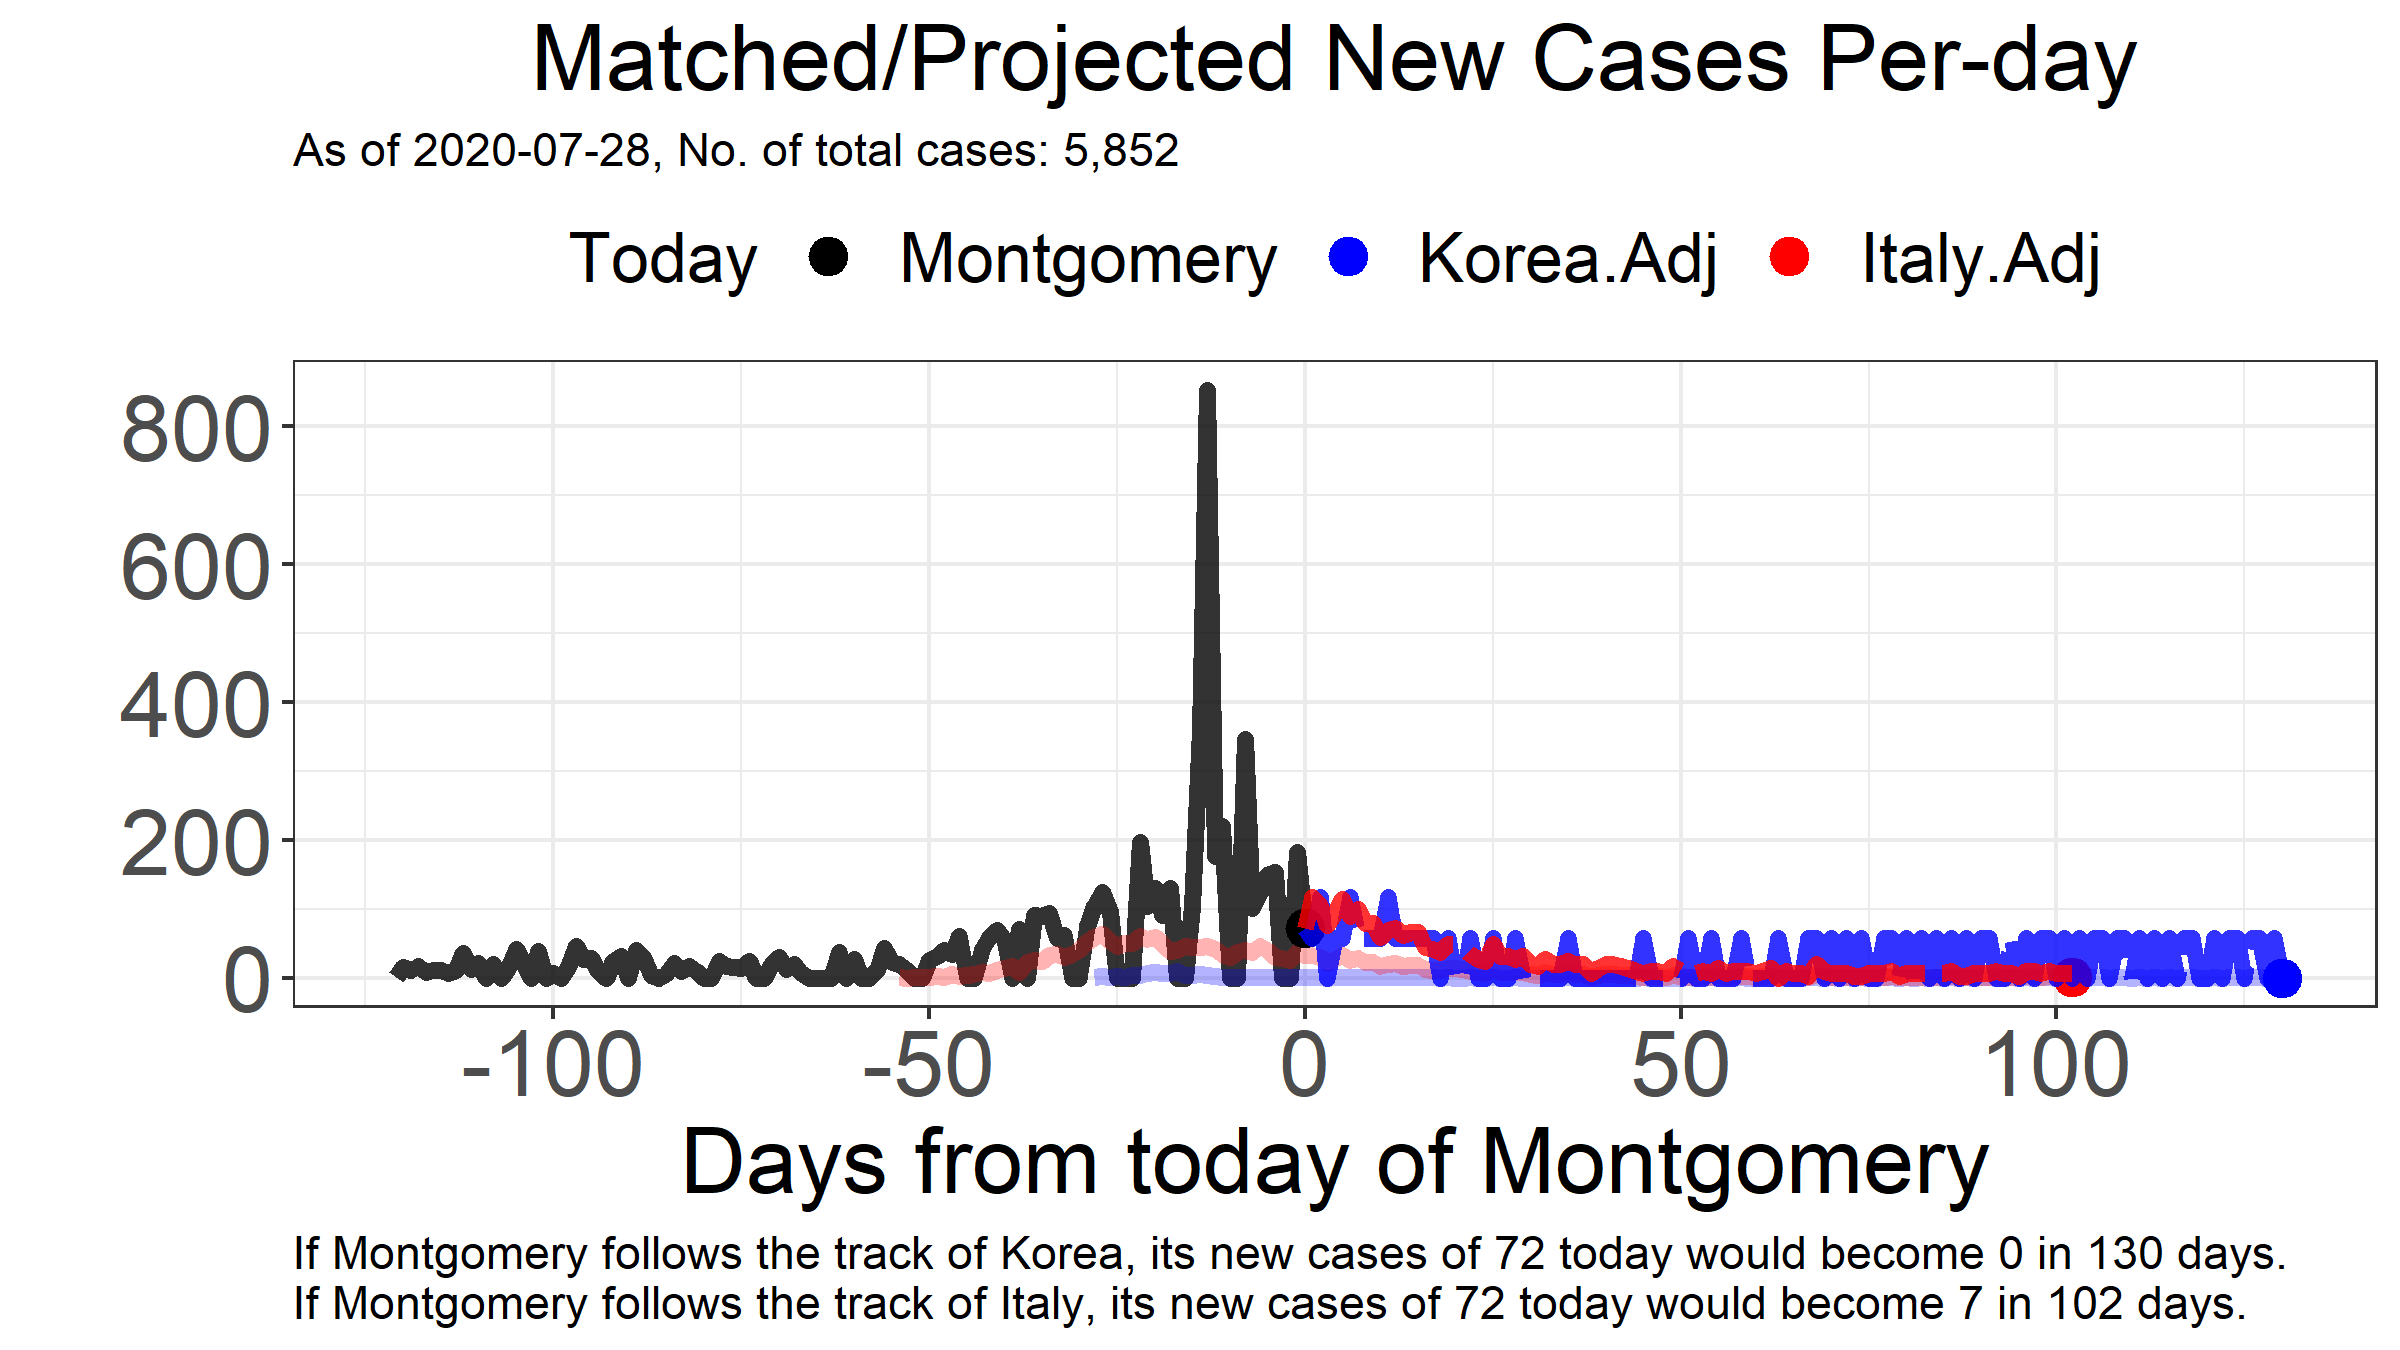 Matched/Projected New Cases Per-day
As of 2020-07-28, No. of total cases: 5,852
Today Montgomery Korea.Adj Italy.Adj
800
600
400
200
0
-100 -50 0 50 100
Days from today of Montgomery
If Montgomery follows the track of Korea, its new cases of 72 today would become 0 in 130 days.
If Montgomery follows the track of Italy, its new cases of 72 today would become 7 in 102 days.